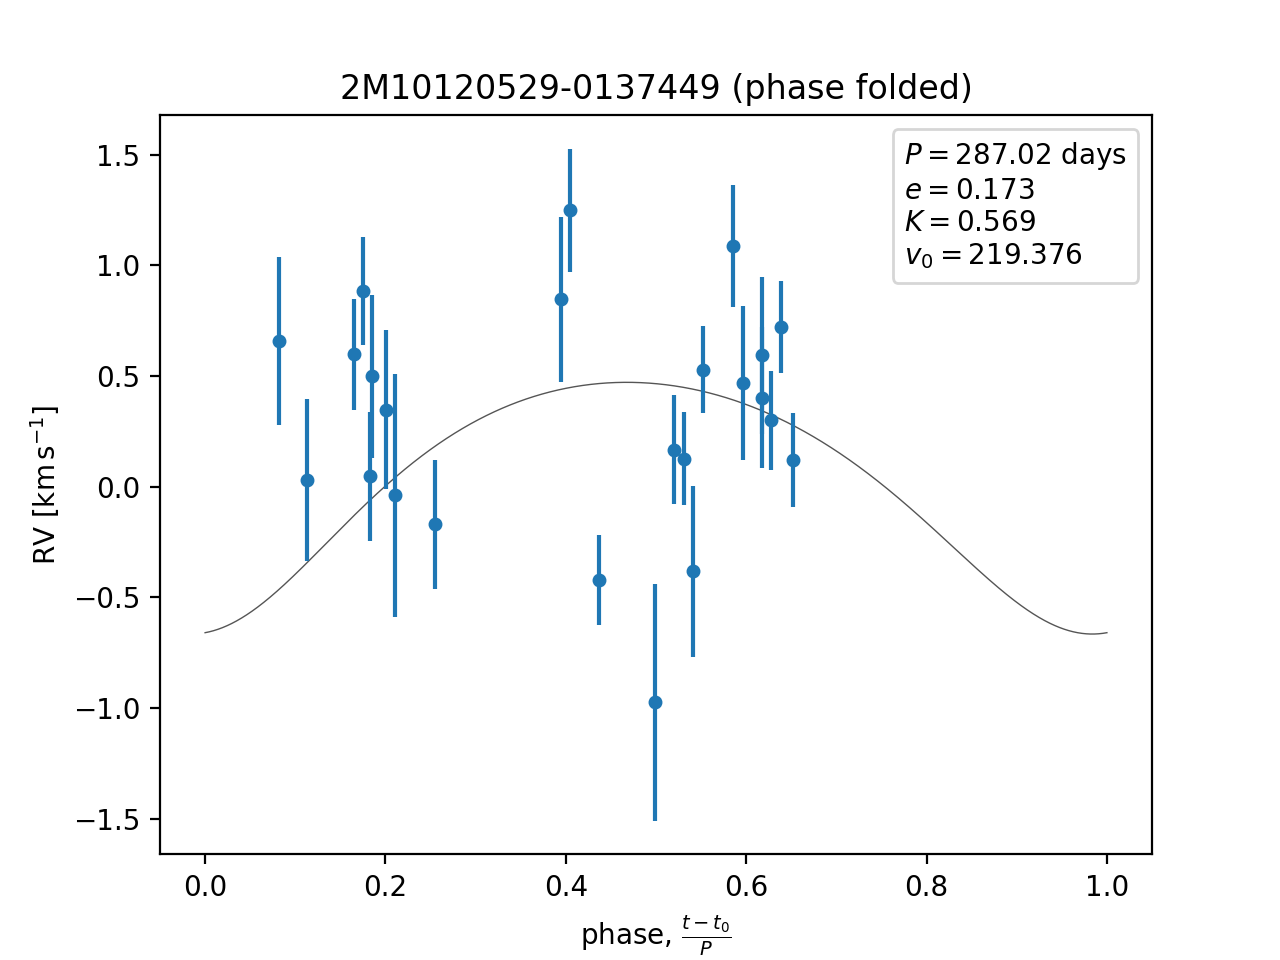 2M10120529-0137449 (phase folded)
P = 287.02 days
e = 0.173
K = 0.569
v₀ = 219.376
1.5
1.0
0.5
0.0
−0.5
−1.0
−1.5
RV [km s⁻¹]
0.0 0.2 0.4 0.6 0.8 1.0
phase, (t − t₀)/P